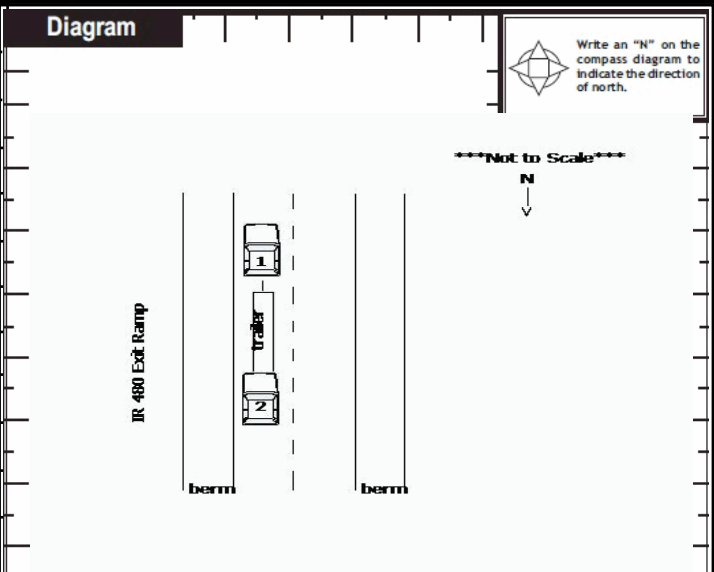 Diagram
Write an “N” on the
compass diagram to
indicate the direction
of north.
***Not to Scale***
N
1
trailer
IR 480 Exit Ramp
2
berm
berm